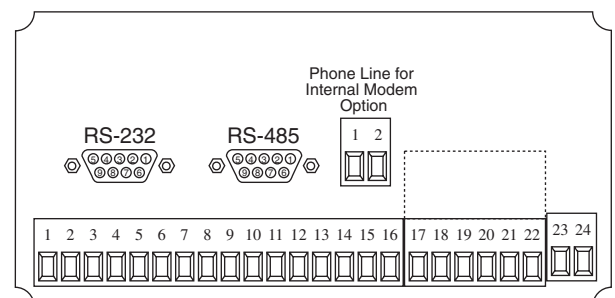 Phone Line for
Internal Modem
Option
RS-232 RS-485
1 2
5 4 3 2 1 5 4 3 2 1
9 8 7 6 9 8 7 6
1 2 3 4 5 6 7 8 9 10 11 12 13 14 15 16 17 18 19 20 21 22 23 24